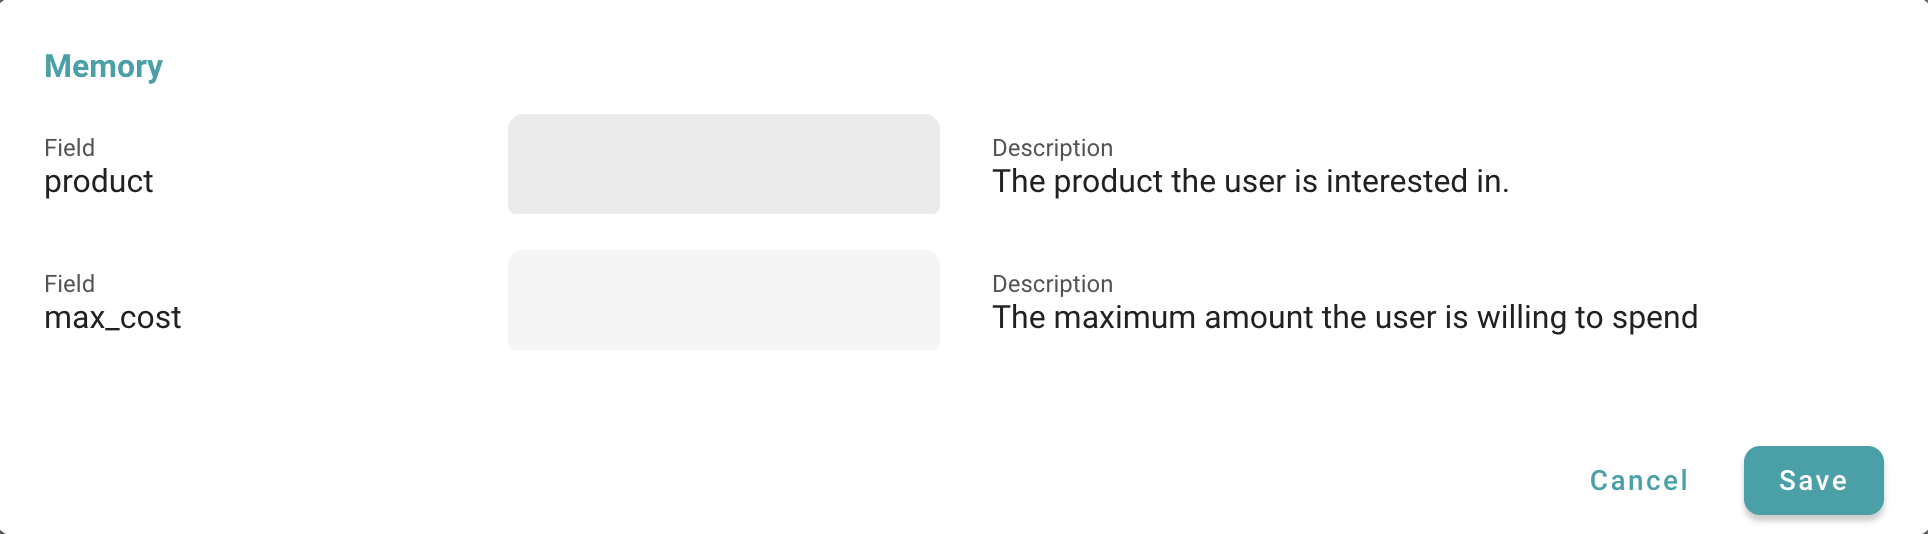 Memory
Field
product
Description
The product the user is interested in.
Field
max_cost
Description
The maximum amount the user is willing to spend
Cancel
Save